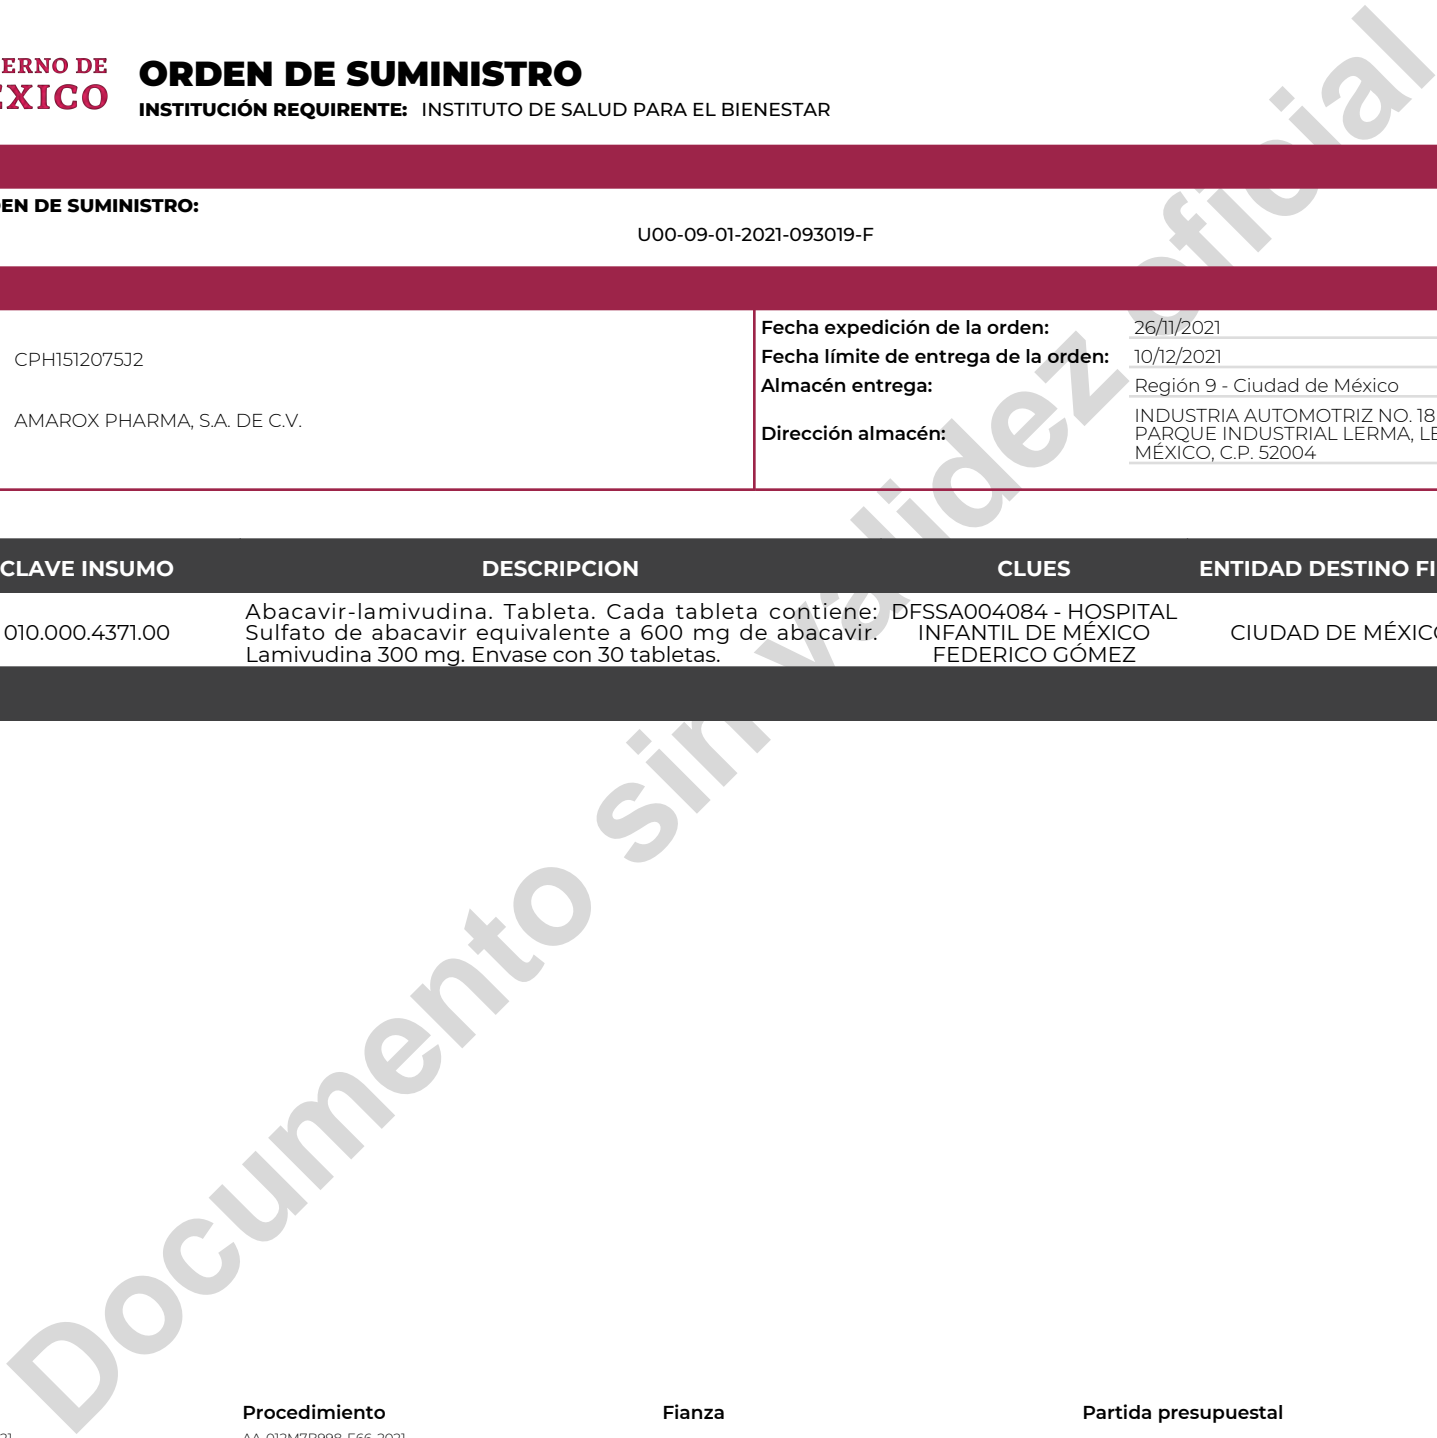 ERNO DE
ÉXICO
ORDEN DE SUMINISTRO
INSTITUCIÓN REQUIRENTE: INSTITUTO DE SALUD PARA EL BIENESTAR
EN DE SUMINISTRO:
U00-09-01-2021-093019-F
CPH1512075J2
AMAROX PHARMA, S.A. DE C.V.
Fecha expedición de la orden: 26/11/2021
Fecha límite de entrega de la orden: 10/12/2021
Almacén entrega: Región 9 - Ciudad de México
Dirección almacén:
INDUSTRIA AUTOMOTRIZ NO. 18
PARQUE INDUSTRIAL LERMA, LE
MÉXICO, C.P. 52004
CLAVE INSUMO DESCRIPCION CLUES ENTIDAD DESTINO FI
010.000.4371.00
Abacavir-lamivudina. Tableta. Cada tableta contiene:
Sulfato de abacavir equivalente a 600 mg de abacavir.
Lamivudina 300 mg. Envase con 30 tabletas.
DFSSA004084 - HOSPITAL
INFANTIL DE MÉXICO
FEDERICO GÓMEZ
CIUDAD DE MÉXICO
Documento sin validez oficial
Procedimiento Fianza Partida presupuestal